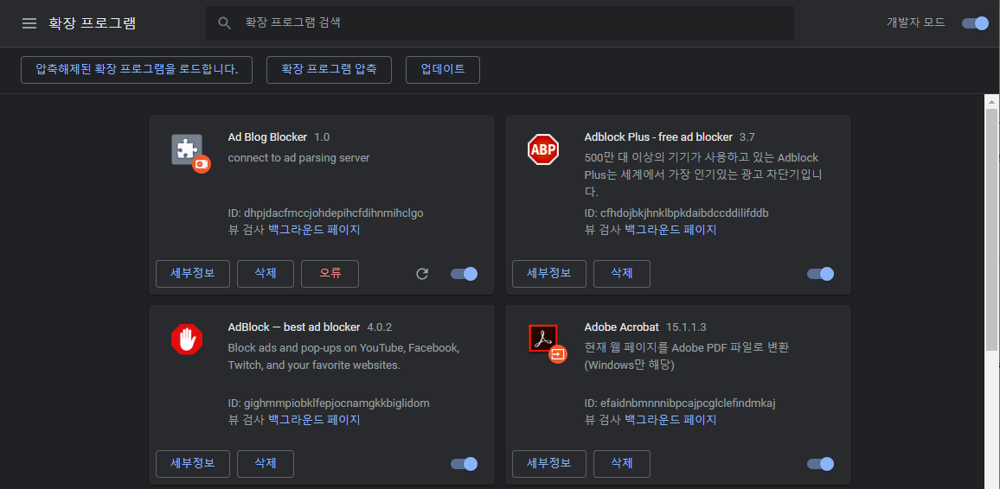 확장 프로그램
확장 프로그램 검색
개발자 모드
압축해제된 확장 프로그램을 로드합니다.
확장 프로그램 압축
업데이트
Ad Blog Blocker 1.0
connect to ad parsing server
ID: dhpjdacfmccjohdepihcfdihnmihclgo
뷰 검사 백그라운드 페이지
세부정보
삭제
오류
ABP
Adblock Plus - free ad blocker 3.7
500만 대 이상의 기기가 사용하고 있는 Adblock
Plus는 세계에서 가장 인기있는 광고 차단기입니
다.
ID: cfhdojbkjhnklbpkdaibdccddilifddb
뷰 검사 백그라운드 페이지
세부정보
삭제
AdBlock — best ad blocker 4.0.2
Block ads and pop-ups on YouTube, Facebook,
Twitch, and your favorite websites.
ID: gighmmpiobklfepjocnamgkkbiglidom
뷰 검사 백그라운드 페이지
세부정보
삭제
Adobe Acrobat 15.1.1.3
현재 웹 페이지를 Adobe PDF 파일로 변환
(Windows만 해당)
ID: efaidnbmnnnibpcajpcglclefindmkaj
뷰 검사 백그라운드 페이지
세부정보
삭제